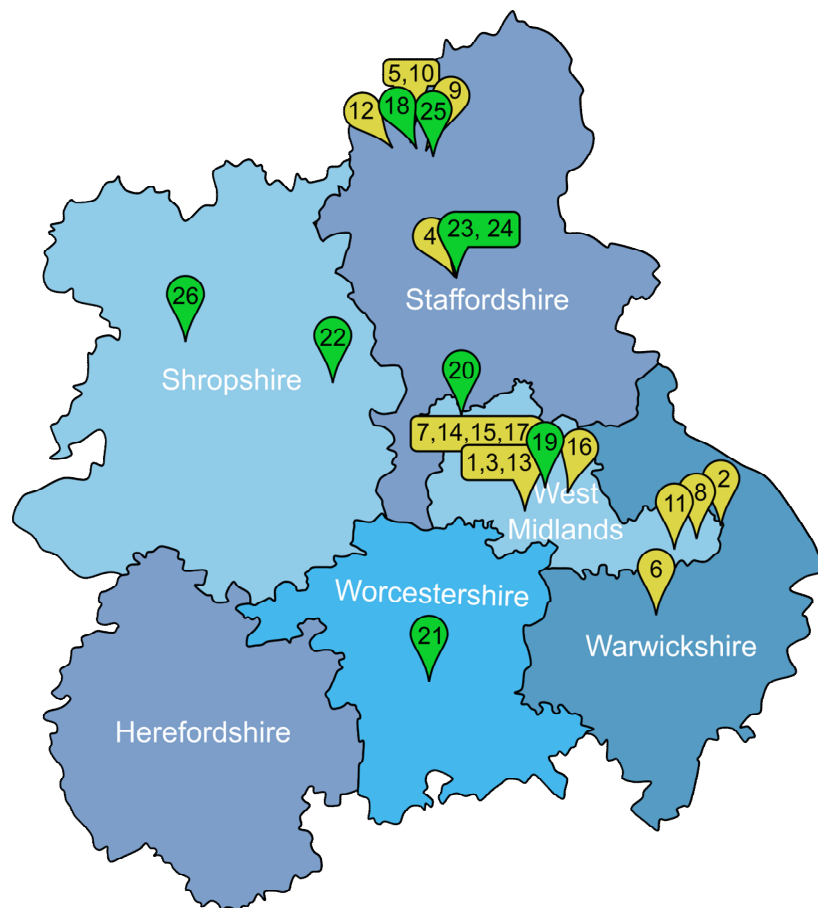 5,10
9
12
18
25
4
23, 24
Staffordshire
26
22
Shropshire
20
7,14,15,17
19
16
1,3,13
West
Midlands
2
8
11
6
Worcestershire
21
Warwickshire
Herefordshire